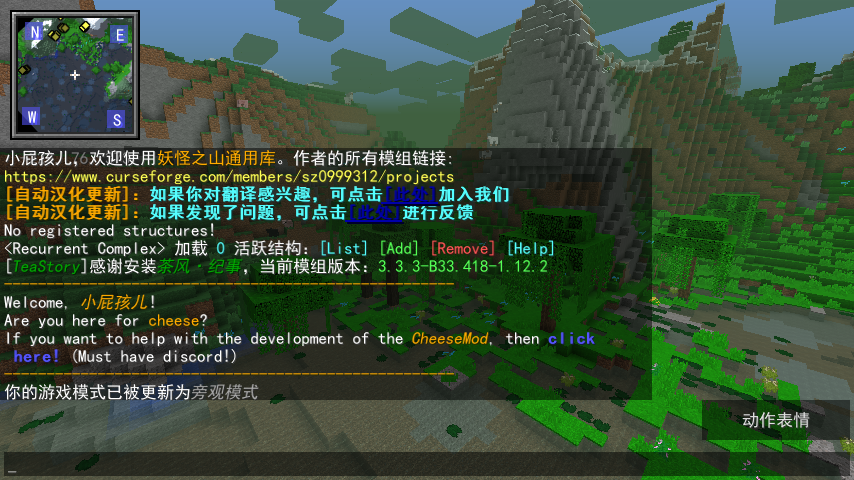 N
E
W
S
小屁孩儿, 欢迎使用妖怪之山通用库。作者的所有模组链接:
https://www.curseforge.com/members/sz0999312/projects
[自动汉化更新]: 如果你对翻译感兴趣，可点击[此处]加入我们
[自动汉化更新]: 如果发现了问题，可点击[此处]进行反馈
No registered structures!
<Recurrent Complex> 加载 0 活跃结构: [List] [Add] [Remove] [Help]
[TeaStory]感谢安装茶风·纪事，当前模组版本: 3.3.3-B33.418-1.12.2
--------------------------------------------------
Welcome, 小屁孩儿!
Are you here for cheese?
If you want to help with the development of the CheeseMod, then click
here! (Must have discord!)
--------------------------------------------------
你的游戏模式已被更新为旁观模式
动作表情
_